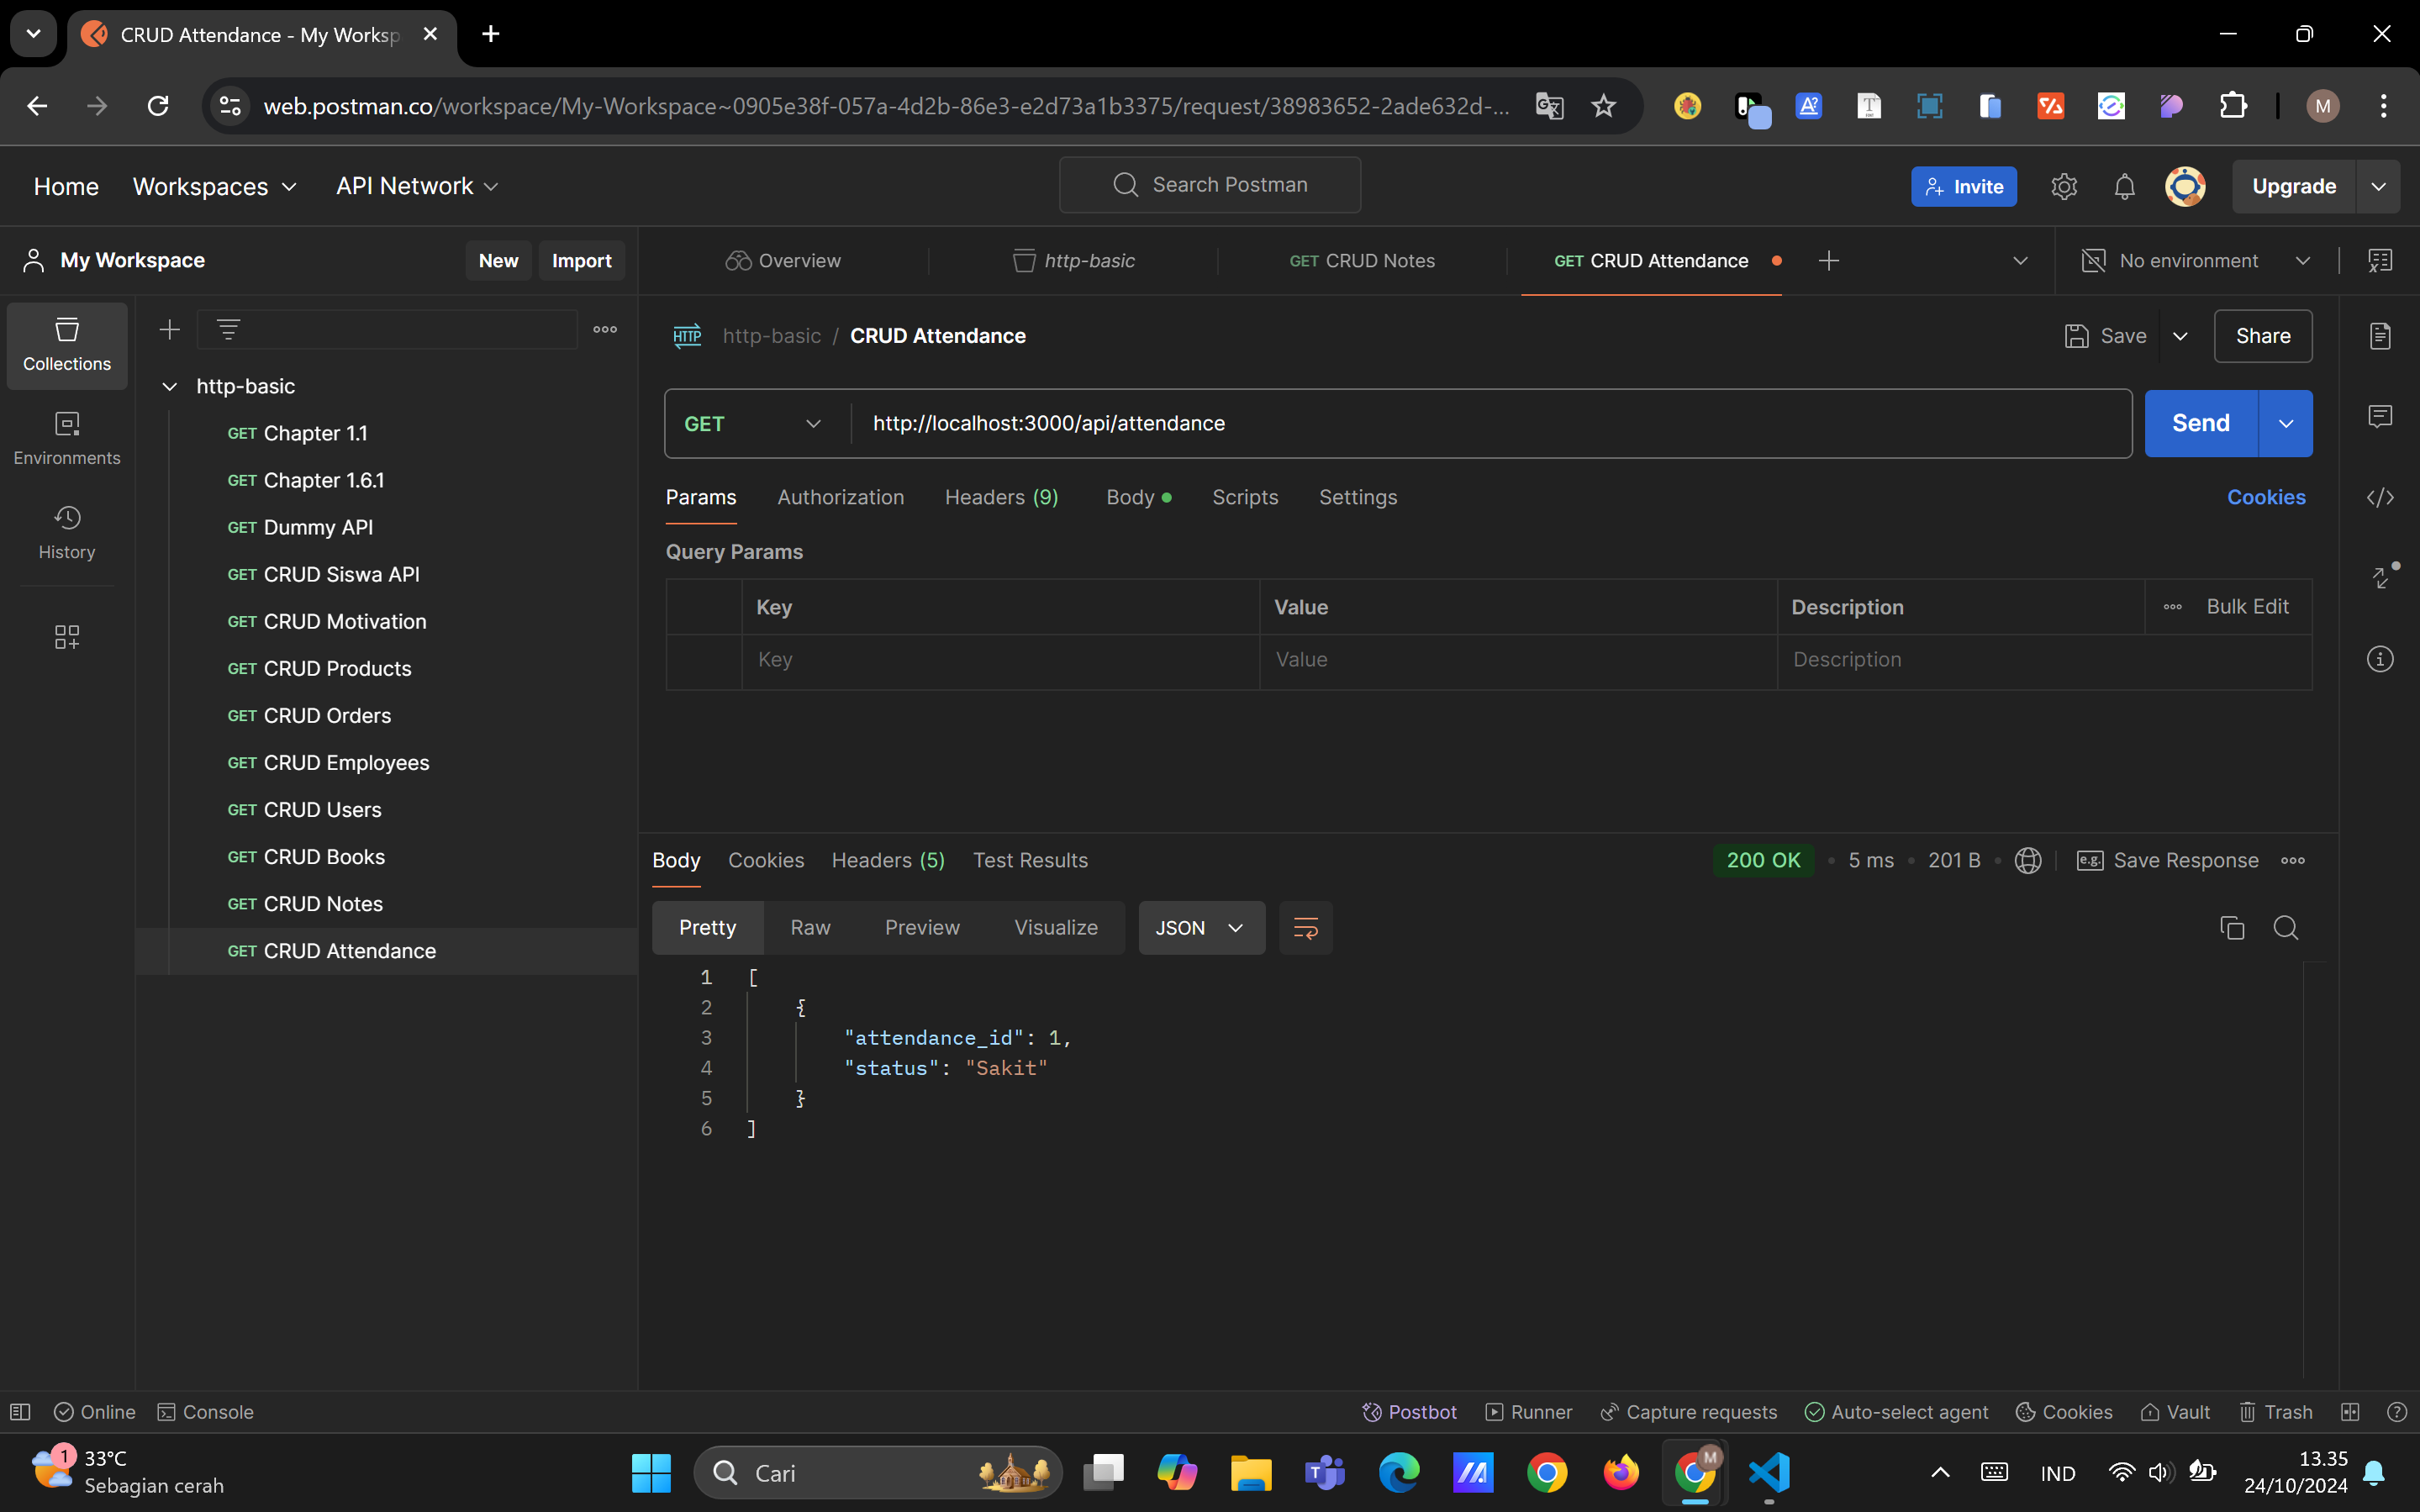 CRUD Attendance - My Worksp
web.postman.co/workspace/My-Workspace~0905e38f-057a-4d2b-86e3-e2d73a1b3375/request/38983652-2ade632d-...
M
Home Workspaces API Network Search Postman Invite Upgrade
My Workspace New Import Overview http-basic GET CRUD Notes GET CRUD Attendance No environment
HTTP http-basic / CRUD Attendance Save Share
Collections
Environments
History
http-basic
GET Chapter 1.1
GET Chapter 1.6.1
GET Dummy API
GET CRUD Siswa API
GET CRUD Motivation
GET CRUD Products
GET CRUD Orders
GET CRUD Employees
GET CRUD Users
GET CRUD Books
GET CRUD Notes
GET CRUD Attendance
GET http://localhost:3000/api/attendance Send
Params Authorization Headers (9) Body Scripts Settings Cookies
Query Params
Key Value Description Bulk Edit
Key Value Description
Body Cookies Headers (5) Test Results 200 OK 5 ms 201 B e.g. Save Response
Pretty Raw Preview Visualize JSON
1 [
2 {
3 "attendance_id": 1,
4 "status": "Sakit"
5 }
6 ]
Online Console Postbot Runner Capture requests Auto-select agent Cookies Vault Trash
1 33°C
Sebagian cerah
Cari
M
IND
13.35
24/10/2024